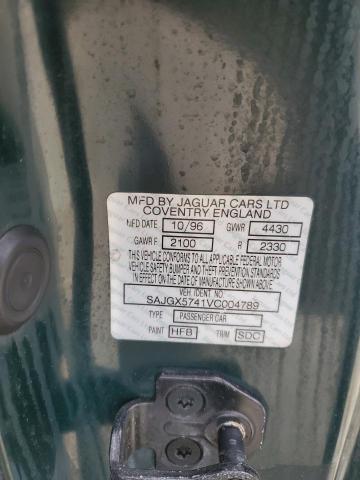 MFD BY JAGUAR CARS LTD
COVENTRY ENGLAND
MFD DATE 10/96 GVWR 4430
GAWR F 2100 R 2330
THIS VEHICLE CONFORMS TO ALL APPLICABLE FEDERAL MOTOR
VEHICLE SAFETY BUMPER AND THEFT PREVENTION STANDARDS
IN EFFECT ON THE DATE OF MANUFACTURE SHOWN ABOVE
VEH IDENT NO.
SAJGX5741VC004789
TYPE PASSENGER CAR
PAINT HFB TRIM SDC